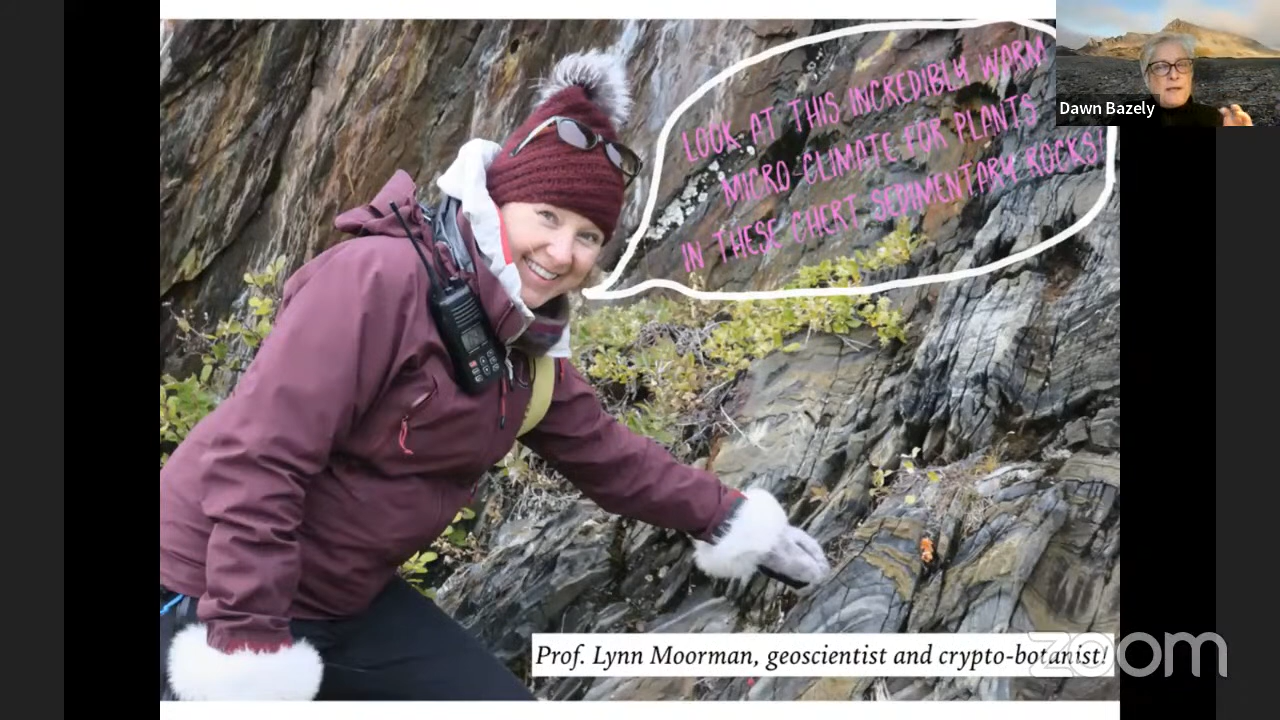 LOOK AT THIS INCREDIBLY WARM
MICRO-CLIMATE FOR PLANTS
IN THESE CHERT SEDIMENTARY ROCKS!
Dawn Bazely
Prof. Lynn Moorman, geoscientist and crypto-botanist!
zoom